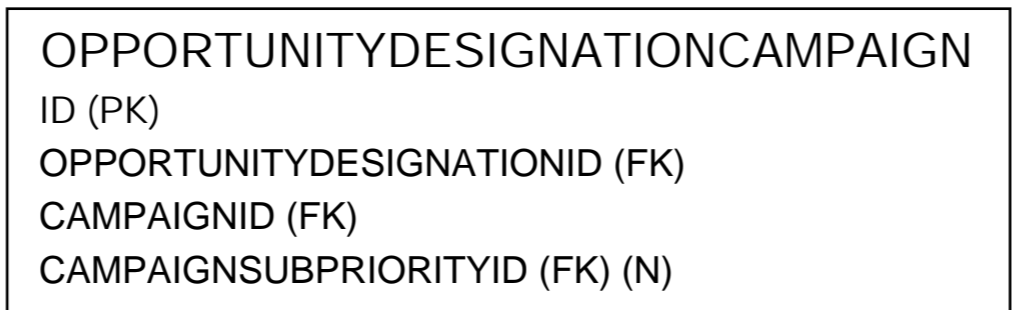 OPPORTUNITYDESIGNATIONCAMPAIGN
ID (PK)
OPPORTUNITYDESIGNATIONID (FK)
CAMPAIGNID (FK)
CAMPAIGNSUBPRIORITYID (FK) (N)